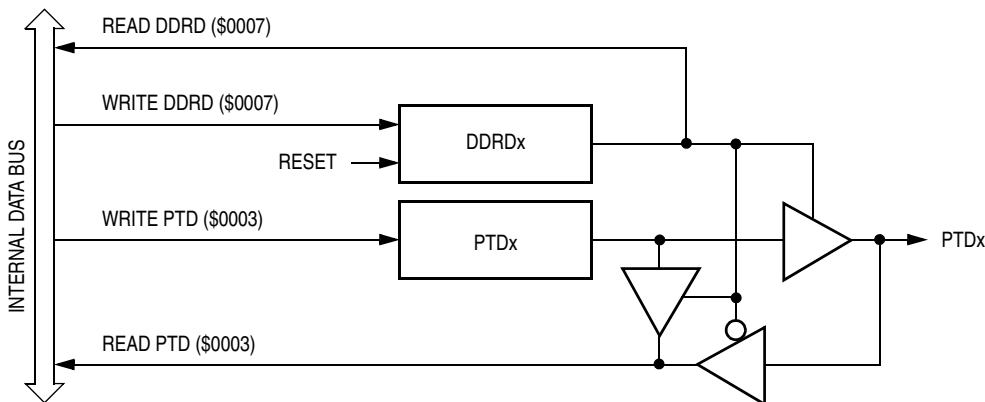 READ DDRD ($0007)
WRITE DDRD ($0007)
DDRDx
RESET
INTERNAL DATA BUS
WRITE PTD ($0003)
PTDx
PTDx
READ PTD ($0003)